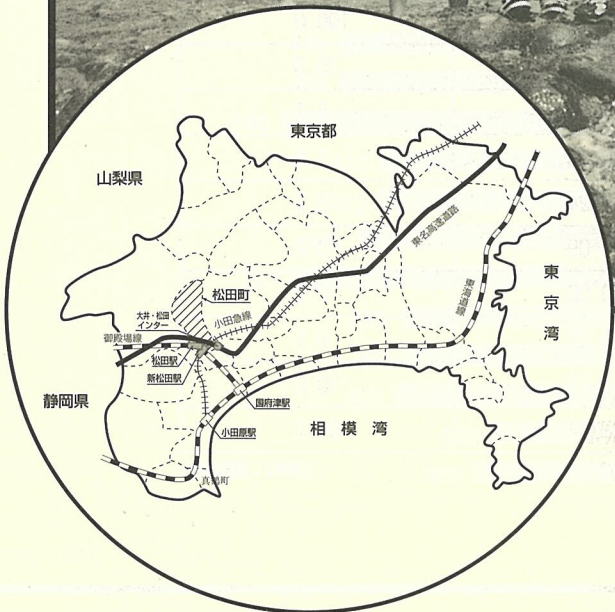 東京都
山梨県
東名高速道路
東海道線
東京湾
松田町
大井・松田
インター
小田急線
御殿場線
松田駅
新松田駅
静岡県
国府津駅
相模湾
小田原駅
真鶴町